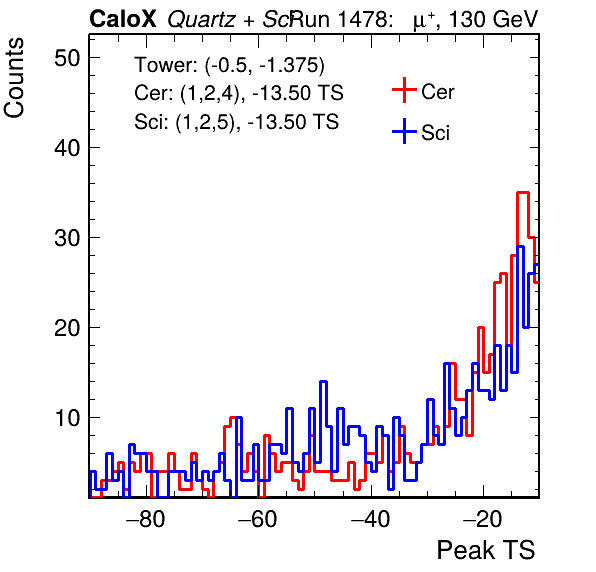 CaloX Quartz + Sci Run 1478: μ+, 130 GeV
Counts
Tower: (-0.5, -1.375)
Cer: (1,2,4), -13.50 TS
Sci: (1,2,5), -13.50 TS
Cer
Sci
50
40
30
20
10
−80 −60 −40 −20
Peak TS